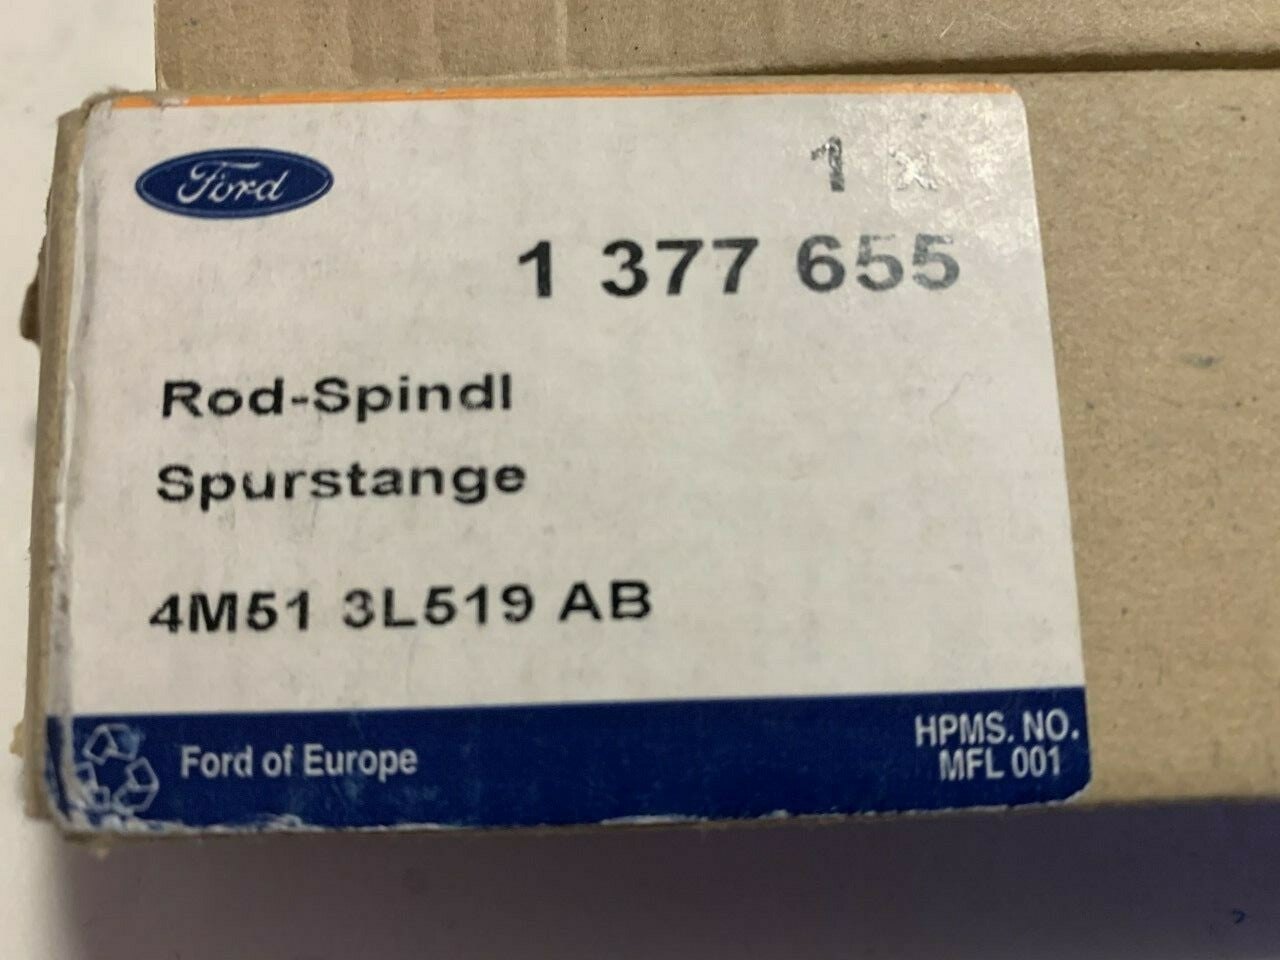 Ford
1 x
1 377 655
Rod-Spindl
Spurstange
4M51 3L519 AB
Ford of Europe
HPMS. NO.
MFL 001